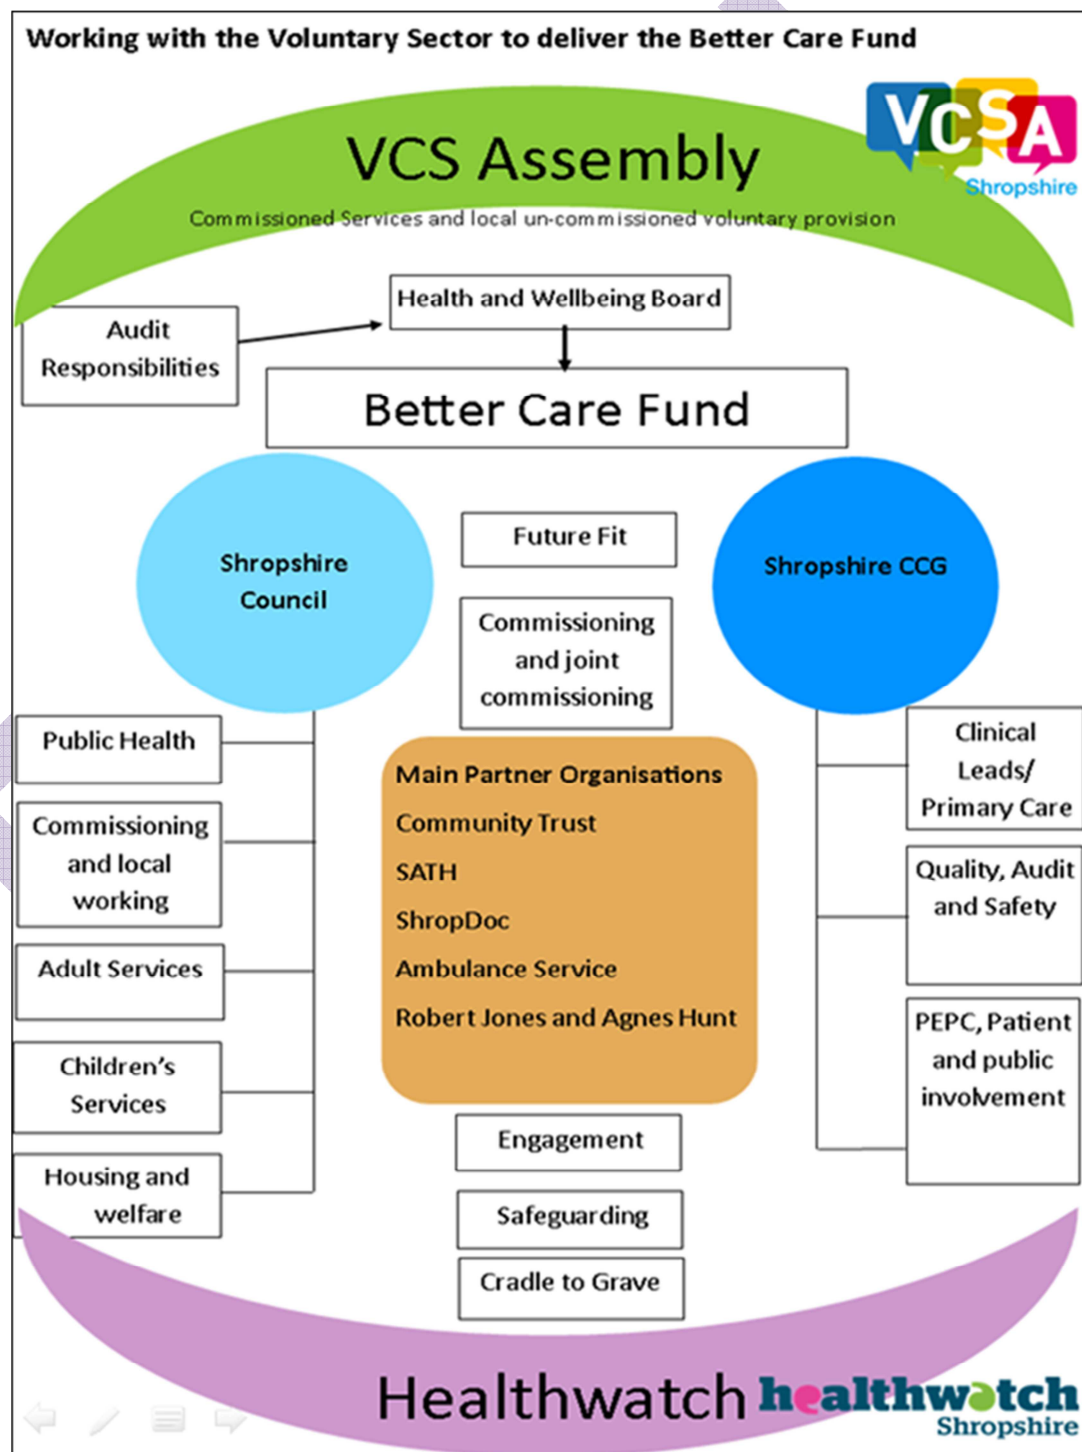 Working with the Voluntary Sector to deliver the Better Care Fund
VCSA
Shropshire
VCS Assembly
Commissioned Services and local un-commissioned voluntary provision
Health and Wellbeing Board
Audit
Responsibilities
Better Care Fund
Shropshire
Council
Future Fit
Shropshire CCG
Commissioning
and joint
commissioning
Public Health
Commissioning
and local
working
Adult Services
Children's
Services
Housing and
welfare
Main Partner Organisations
Community Trust
SATH
ShropDoc
Ambulance Service
Robert Jones and Agnes Hunt
Clinical
Leads/
Primary Care
Quality, Audit
and Safety
PEPC, Patient
and public
involvement
Engagement
Safeguarding
Cradle to Grave
Healthwatch
healthwatch
Shropshire